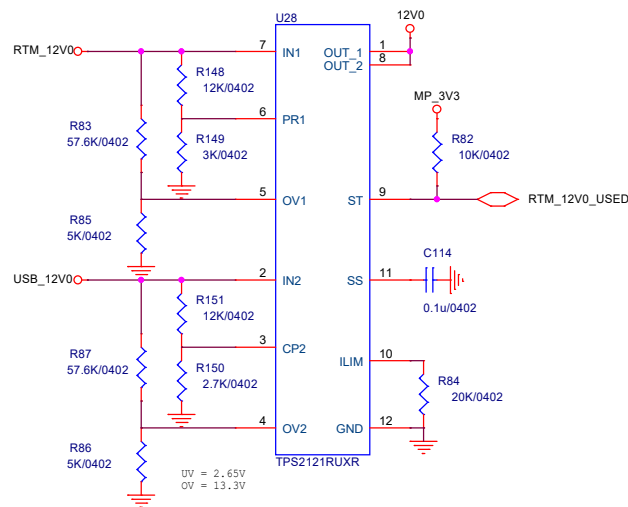 U28
12V0
RTM_12V0
7
IN1
OUT_1
1
OUT_2
8
R148
12K/0402
MP_3V3
6
PR1
R83
57.6K/0402
R149
3K/0402
R82
10K/0402
5
OV1
ST
9
RTM_12V0_USED
R85
5K/0402
C114
USB_12V0
2
IN2
SS
11
R151
12K/0402
0.1u/0402
3
CP2
R87
57.6K/0402
R150
2.7K/0402
ILIM
10
R84
20K/0402
4
OV2
GND
12
R86
5K/0402
TPS2121RUXR
UV = 2.65V
OV = 13.3V